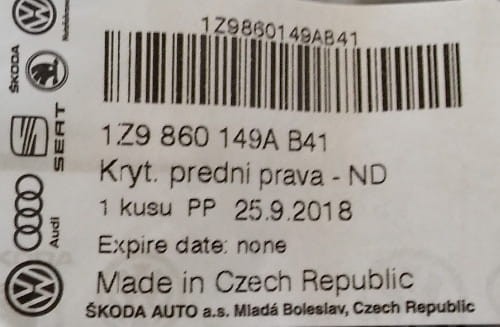 1Z9860149AB41
1Z9 860 149A B41
Kryt. predni prava - ND
1 kusu PP 25.9.2018
Expire date: none
Made in Czech Republic
ŠKODA AUTO a.s. Mladá Boleslav, Czech Republic
ŠKODA
SEAT
Audi